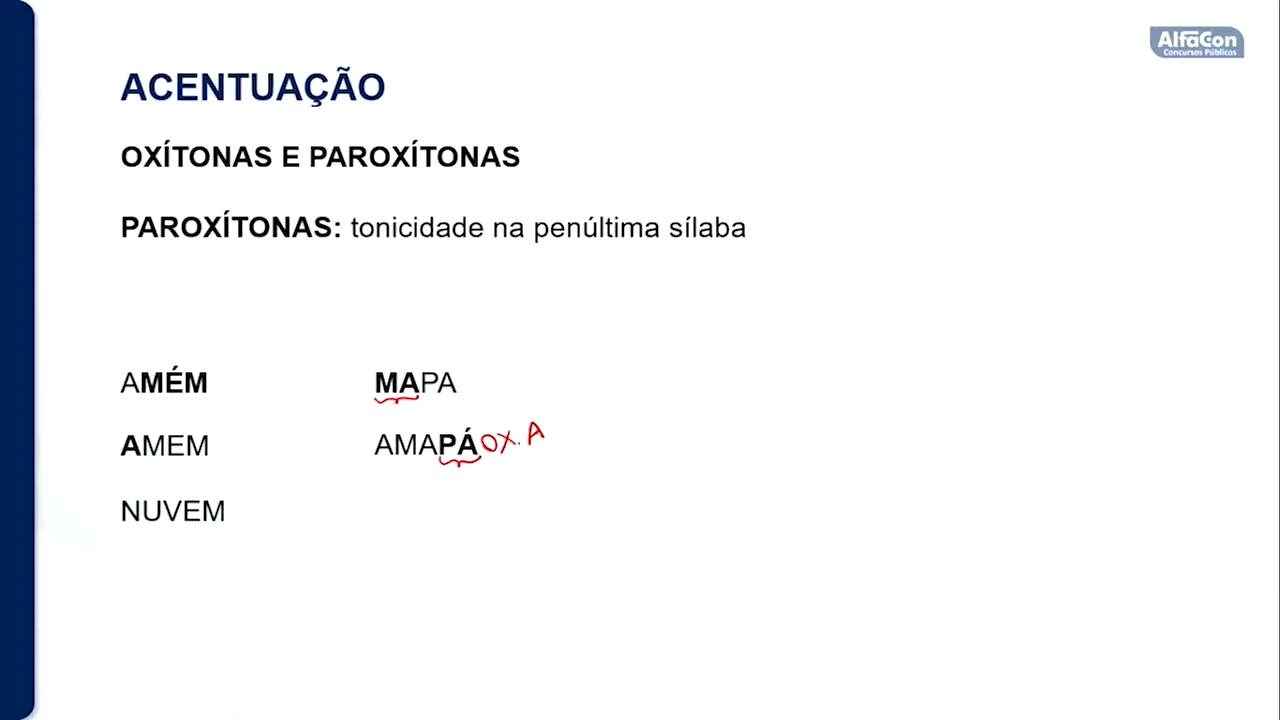 AlfaCon
Concursos Públicos
ACENTUAÇÃO
OXÍTONAS E PAROXÍTONAS
PAROXÍTONAS: tonicidade na penúltima sílaba
AMÉM MAPA
AMEM AMAPÁ OX. A
NUVEM